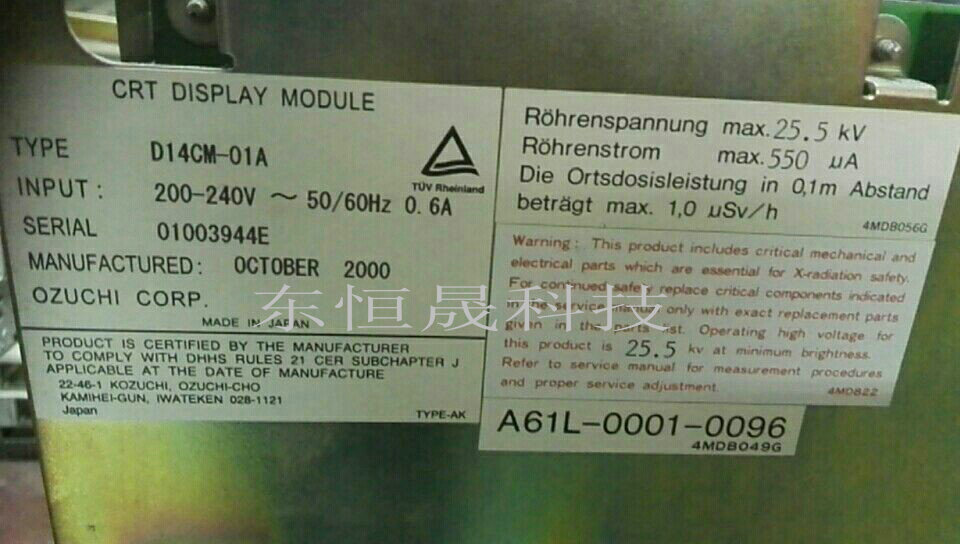 CRT DISPLAY MODULE
TYPE D14CM-01A
INPUT: 200-240V ~ 50/60Hz 0.6A
SERIAL 01003944E
MANUFACTURED: OCTOBER 2000
OZUCHI CORP.
MADE IN JAPAN
TÜV Rheinland
PRODUCT IS CERTIFIED BY THE MANUFACTURER
TO COMPLY WITH DHHS RULES 21 CER SUBCHAPTER J
APPLICABLE AT THE DATE OF MANUFACTURE
22-46-1 KOZUCHI, OZUCHI-CHO
KAMIHEI-GUN, IWATEKEN 028-1121
Japan
TYPE-AK
Röhrenspannung max. 25.5 kV
Röhrenstrom max. 550 µA
Die Ortsdosisleistung in 0,1m Abstand
beträgt max. 1,0 µSv/h
4MDB056G
Warning: This product includes critical mechanical and
electrical parts which are essential for X-radiation safety.
For continued safety replace critical components indicated
in the service manual only with exact replacement parts
given in the parts list. Operating high voltage for
this product is 25.5 kv at minimum brightness.
Refer to service manual for measurement procedures
and proper service adjustment.
4MD822
A61L-0001-0096
4MDB049G
东恒晟科技